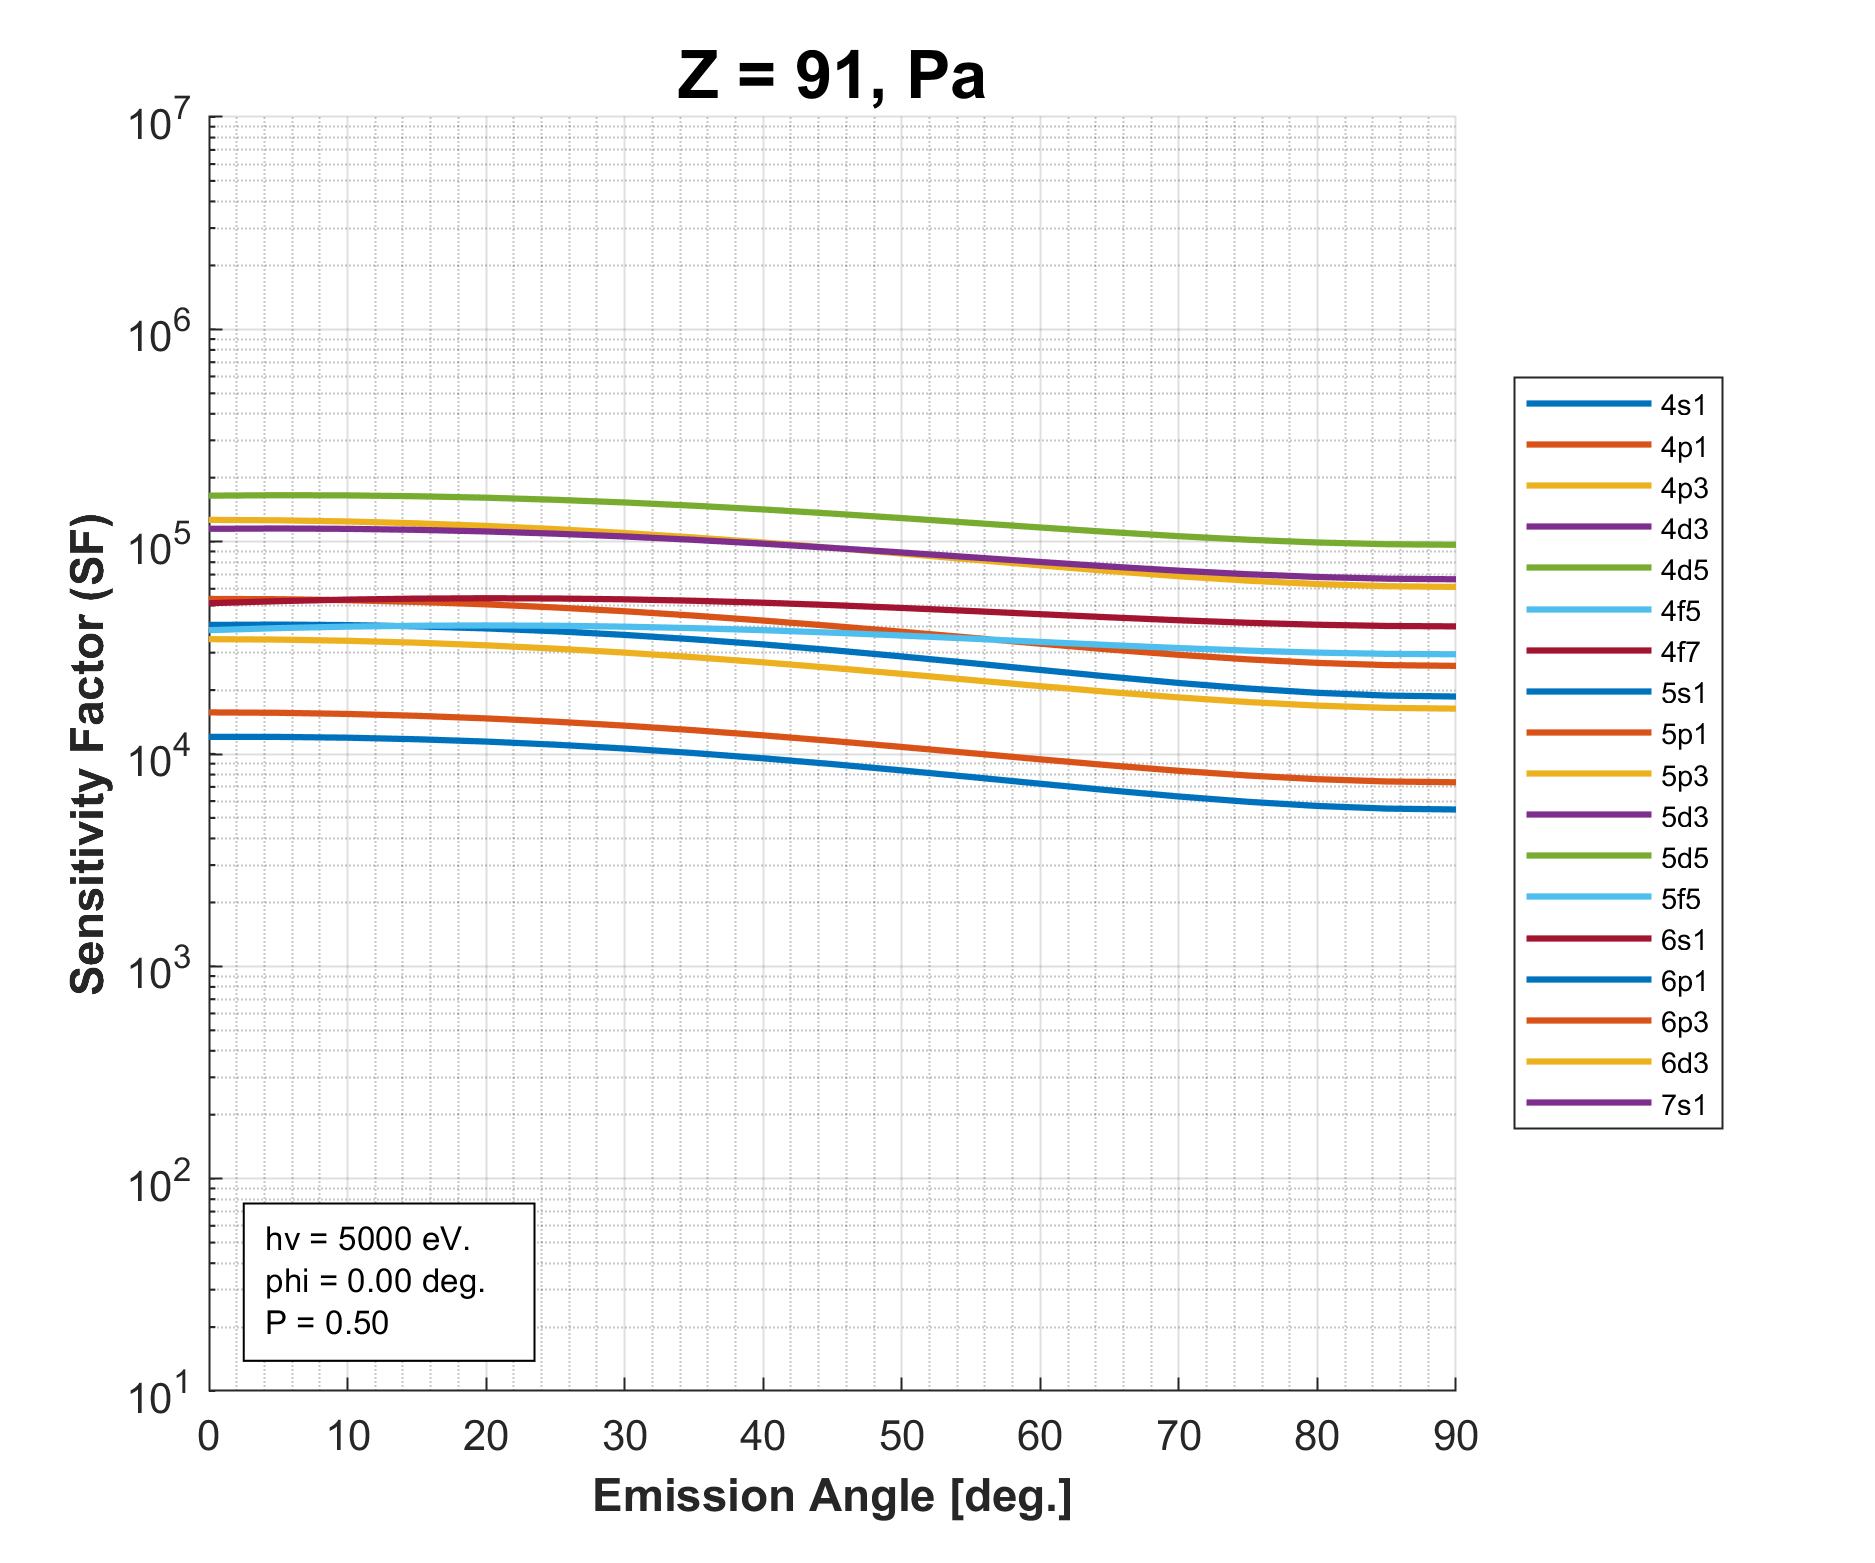 Z = 91, Pa
10^7
10^6
10^5
10^4
10^3
10^2
10^1
Sensitivity Factor (SF)
hv = 5000 eV.
phi = 0.00 deg.
P = 0.50
0 10 20 30 40 50 60 70 80 90
Emission Angle [deg.]
4s1
4p1
4p3
4d3
4d5
4f5
4f7
5s1
5p1
5p3
5d3
5d5
5f5
6s1
6p1
6p3
6d3
7s1